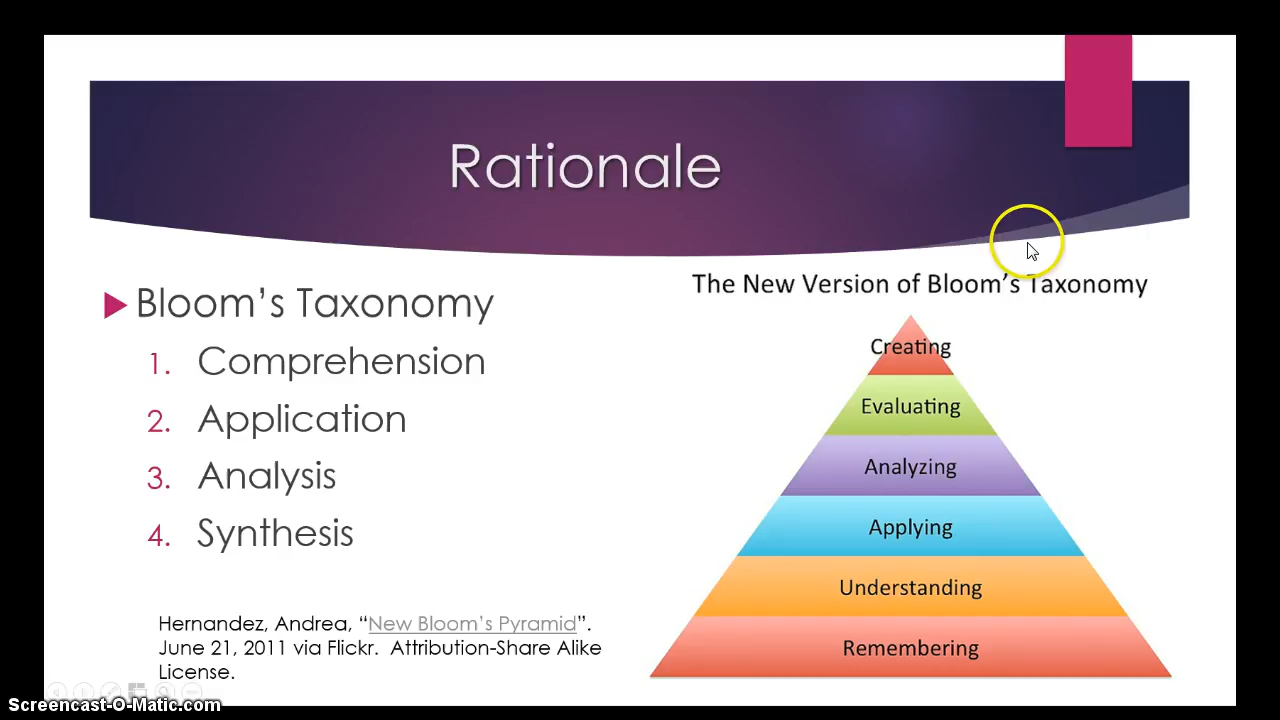 Rationale
Bloom’s Taxonomy
1. Comprehension
2. Application
3. Analysis
4. Synthesis
Hernandez, Andrea, “New Bloom’s Pyramid”.
June 21, 2011 via Flickr. Attribution-Share Alike
License.
The New Version of Bloom’s Taxonomy
Creating
Evaluating
Analyzing
Applying
Understanding
Remembering
Screencast-O-Matic.com